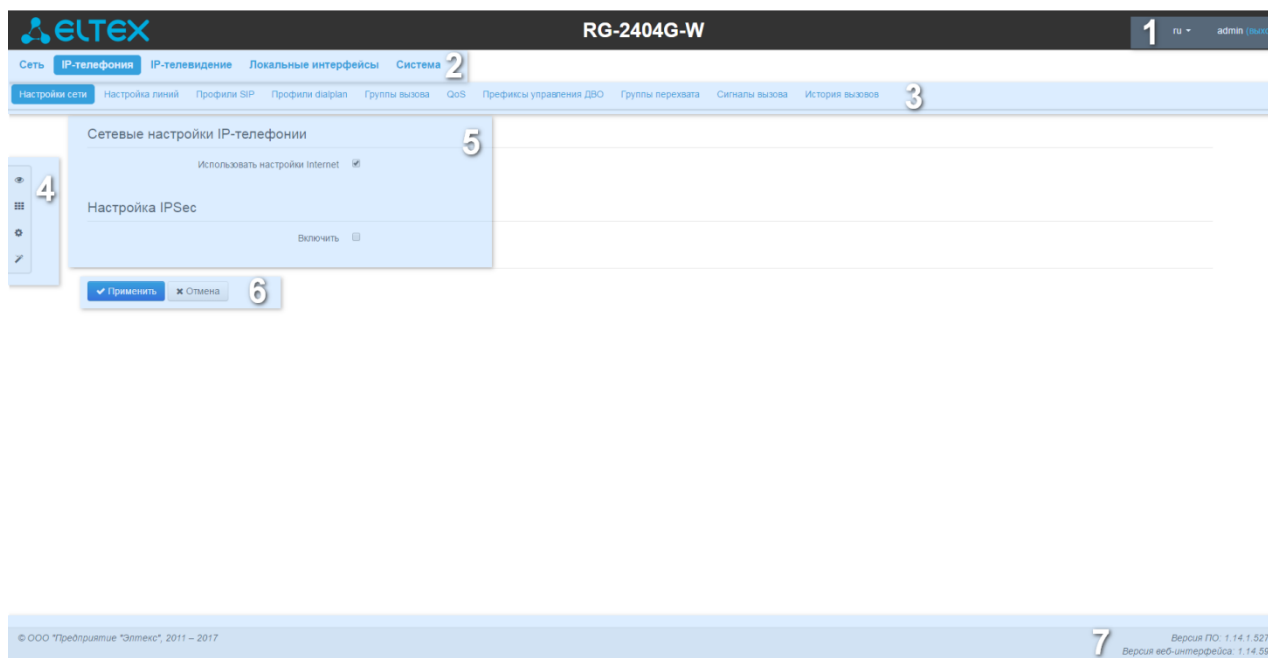 ELTEX RG-2404G-W 1 ru admin
Сеть IP-телефония IP-телевидение Локальные интерфейсы Система 2
Настройки сети Настройка линий Профили SIP Профили dialplan Группы вызова QoS Префиксы управления ДВО Группы перехвата Сигналы вызова История вызовов 3
Сетевые настройки IP-телефонии 5
Использовать настройки Internet
4
Настройка IPSec
Включить
Применить Отмена 6
© ООО "Предприятие "Элтекс", 2011 – 2017 7 Версия ПО: 1.14.1.527
Версия веб-интерфейса: 1.14.59